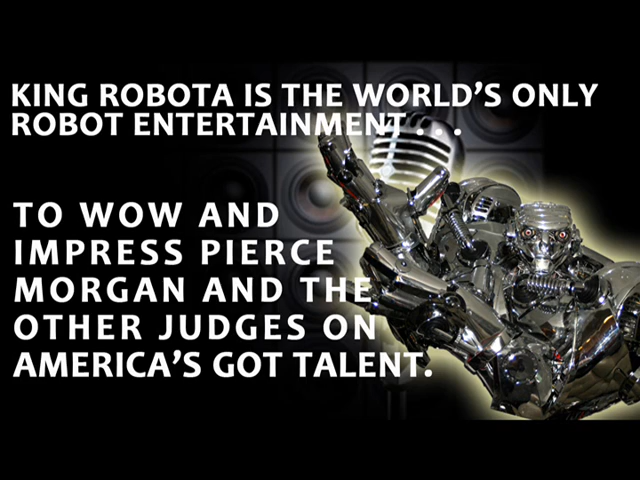 KING ROBOTA IS THE WORLD'S ONLY
ROBOT ENTERTAINMENT . . .
TO WOW AND
IMPRESS PIERCE
MORGAN AND THE
OTHER JUDGES ON
AMERICA'S GOT TALENT.